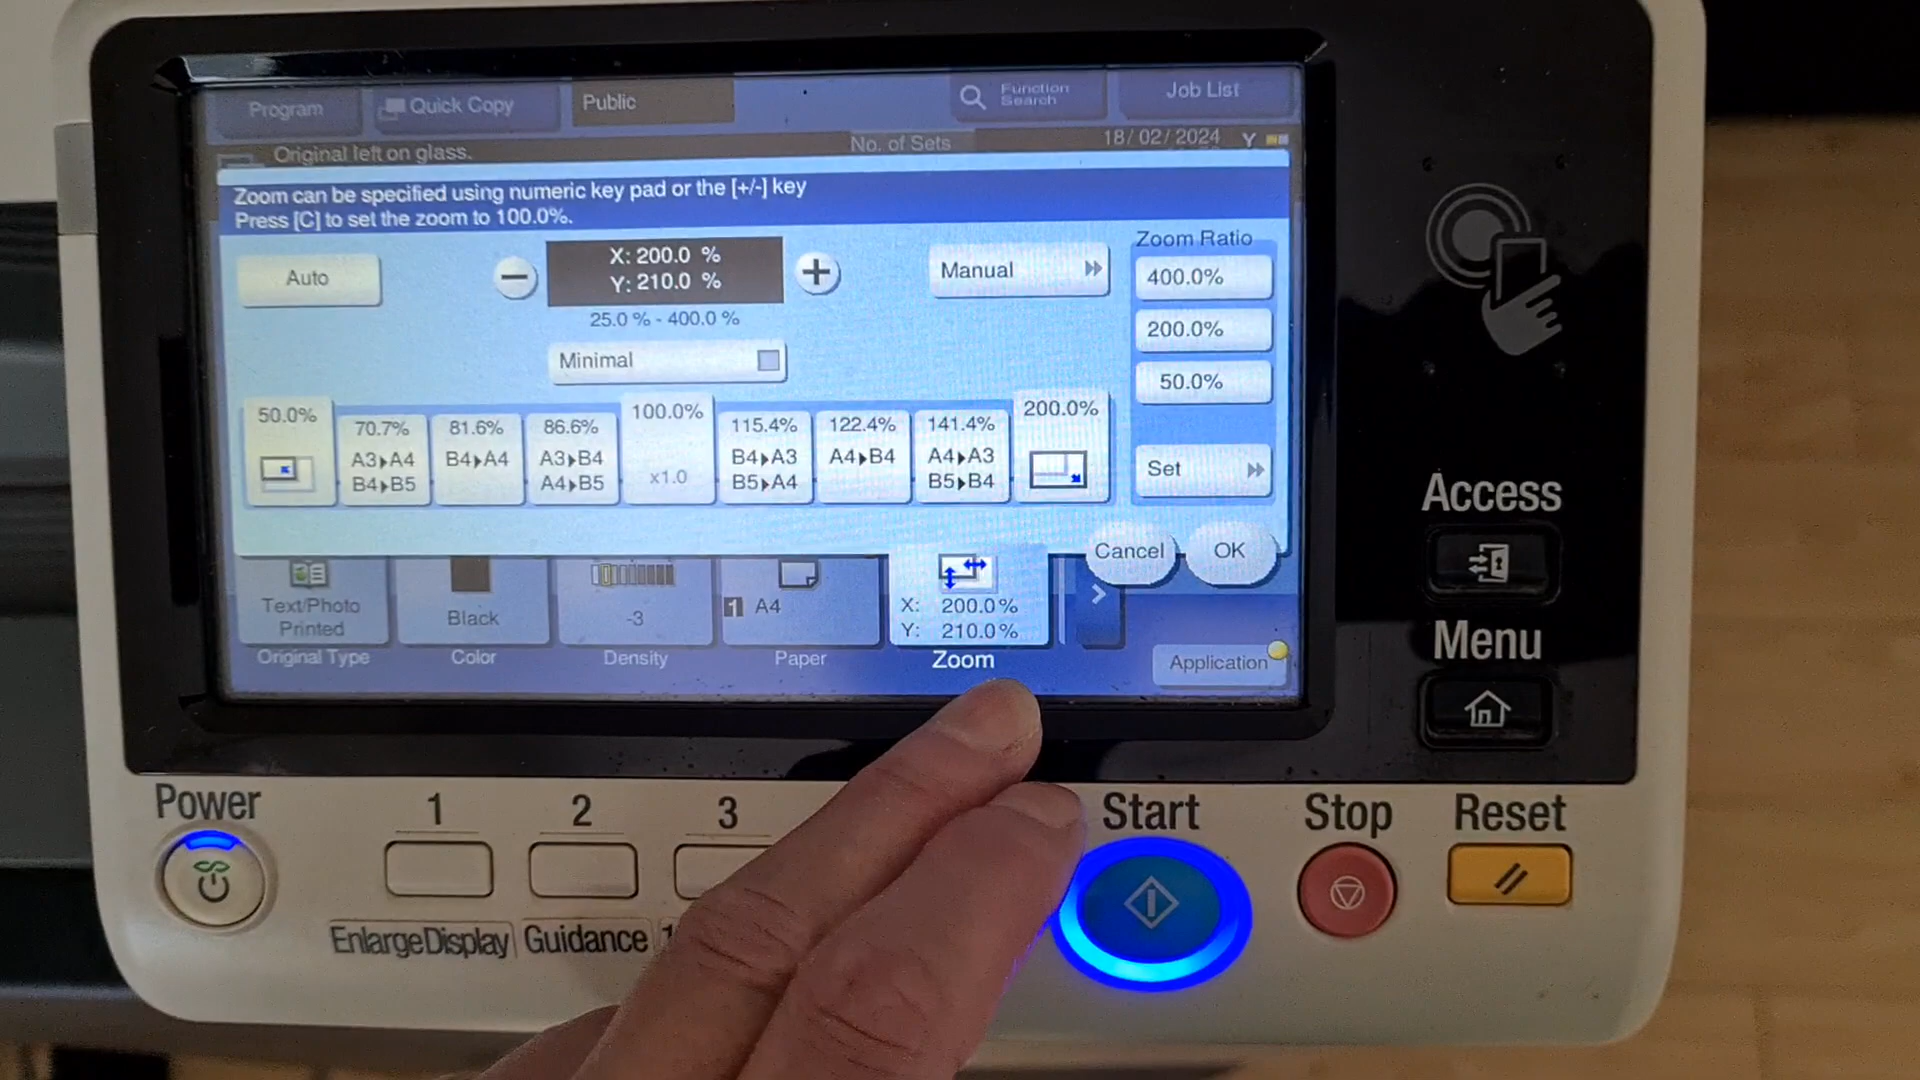 Program
Quick Copy
Public
Function Search
Job List
Original left on glass.
No. of Sets
18/02/2024
Y
Zoom can be specified using numeric key pad or the [+/-] key
Press [C] to set the zoom to 100.0%.
Auto
−
X: 200.0 %
Y: 210.0 %
+
25.0 % - 400.0 %
Minimal
Manual
Zoom Ratio
400.0%
200.0%
50.0%
Set
50.0%
70.7%
A3▸A4
B4▸B5
81.6%
B4▸A4
86.6%
A3▸B4
A4▸B5
100.0%
x1.0
115.4%
B4▸A3
B5▸A4
122.4%
A4▸B4
141.4%
A4▸A3
B5▸B4
200.0%
Cancel
OK
Text/Photo
Printed
Original Type
Black
Color
-3
Density
1 A4
Paper
X: 200.0%
Y: 210.0%
Zoom
Application
Access
Menu
Power
1
2
3
Start
Stop
Reset
Enlarge Display
Guidance